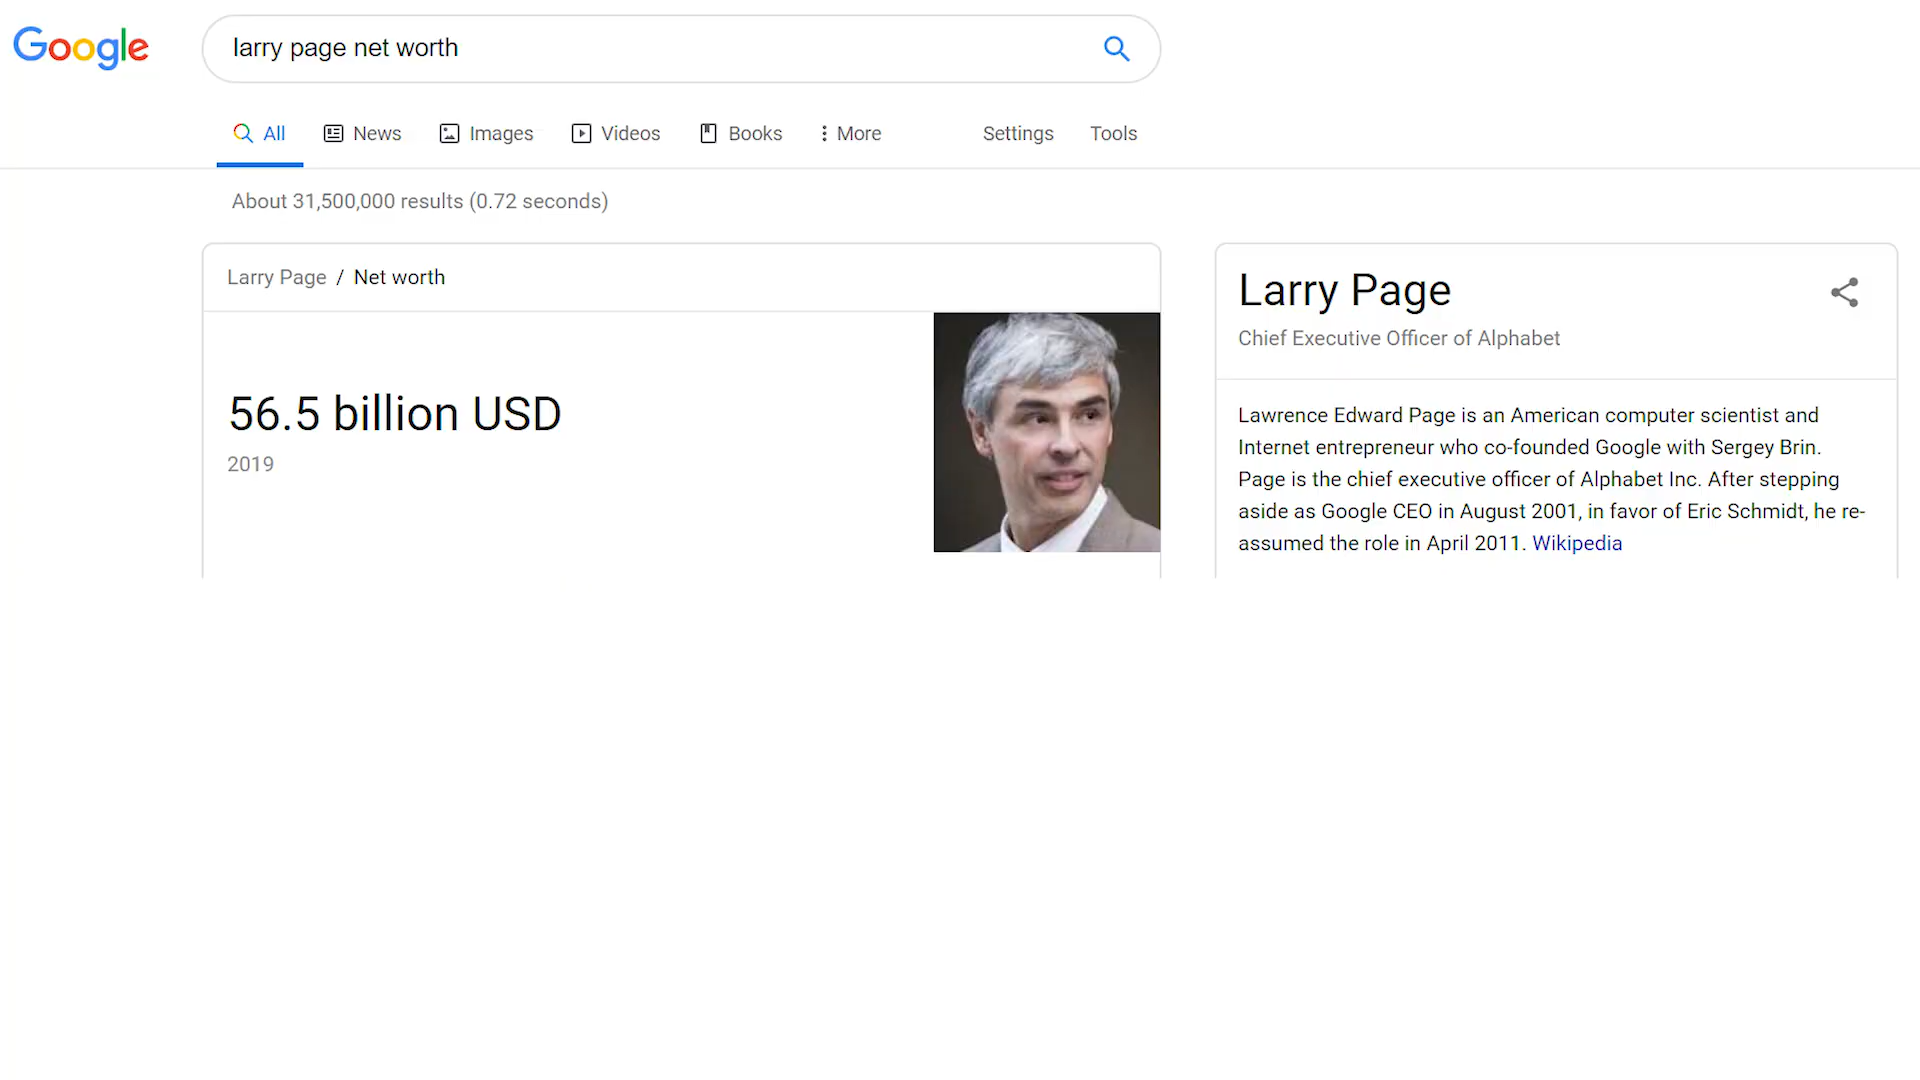 Google
larry page net worth
All News Images Videos Books More Settings Tools
About 31,500,000 results (0.72 seconds)
Larry Page / Net worth
56.5 billion USD
2019
Larry Page
Chief Executive Officer of Alphabet
Lawrence Edward Page is an American computer scientist and
Internet entrepreneur who co-founded Google with Sergey Brin.
Page is the chief executive officer of Alphabet Inc. After stepping
aside as Google CEO in August 2001, in favor of Eric Schmidt, he re-
assumed the role in April 2011. Wikipedia